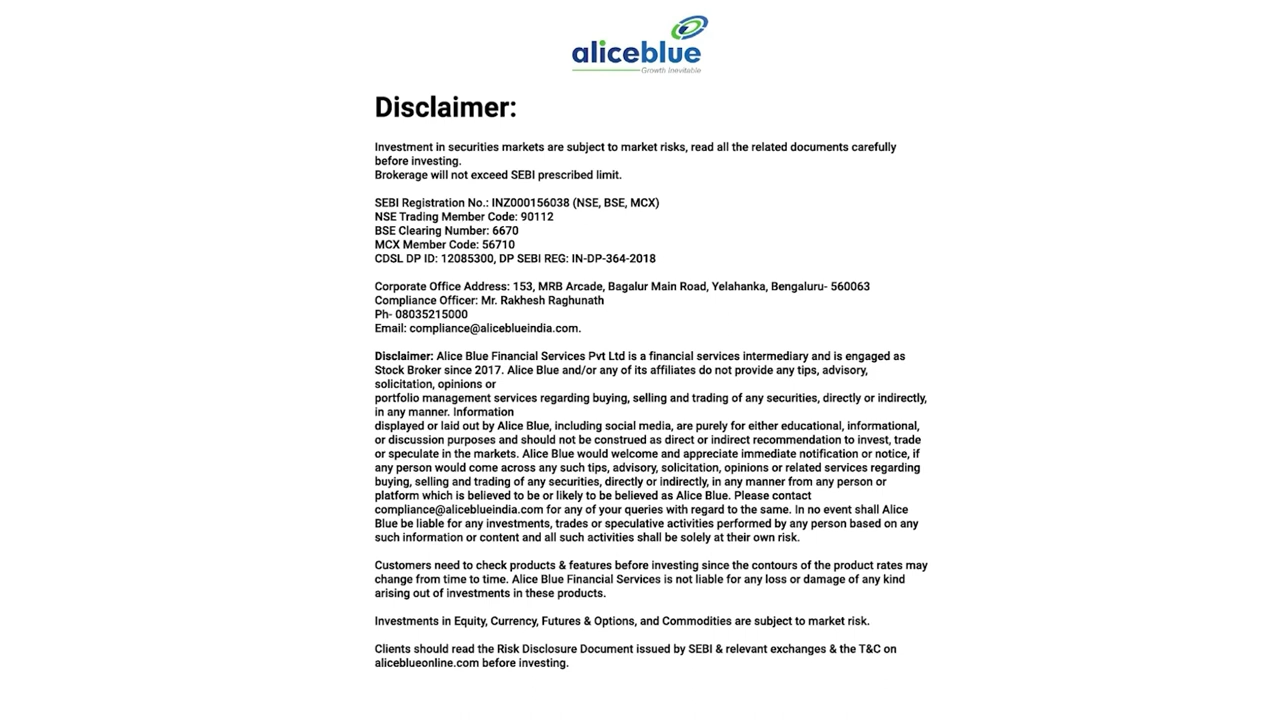 aliceblue
Growth Inevitable
Disclaimer:
Investment in securities markets are subject to market risks, read all the related documents carefully
before investing.
Brokerage will not exceed SEBI prescribed limit.
SEBI Registration No.: INZ000156038 (NSE, BSE, MCX)
NSE Trading Member Code: 90112
BSE Clearing Number: 6670
MCX Member Code: 56710
CDSL DP ID: 12085300, DP SEBI REG: IN-DP-364-2018
Corporate Office Address: 153, MRB Arcade, Bagalur Main Road, Yelahanka, Bengaluru- 560063
Compliance Officer: Mr. Rakhesh Raghunath
Ph- 08035215000
Email: compliance@aliceblueindia.com.
Disclaimer: Alice Blue Financial Services Pvt Ltd is a financial services intermediary and is engaged as
Stock Broker since 2017. Alice Blue and/or any of its affiliates do not provide any tips, advisory,
solicitation, opinions or
portfolio management services regarding buying, selling and trading of any securities, directly or indirectly,
in any manner. Information
displayed or laid out by Alice Blue, including social media, are purely for either educational, informational,
or discussion purposes and should not be construed as direct or indirect recommendation to invest, trade
or speculate in the markets. Alice Blue would welcome and appreciate immediate notification or notice, if
any person would come across any such tips, advisory, solicitation, opinions or related services regarding
buying, selling and trading of any securities, directly or indirectly, in any manner from any person or
platform which is believed to be or likely to be believed as Alice Blue. Please contact
compliance@aliceblueindia.com for any of your queries with regard to the same. In no event shall Alice
Blue be liable for any investments, trades or speculative activities performed by any person based on any
such information or content and all such activities shall be solely at their own risk.
Customers need to check products & features before investing since the contours of the product rates may
change from time to time. Alice Blue Financial Services is not liable for any loss or damage of any kind
arising out of investments in these products.
Investments in Equity, Currency, Futures & Options, and Commodities are subject to market risk.
Clients should read the Risk Disclosure Document issued by SEBI & relevant exchanges & the T&C on
aliceblueonline.com before investing.